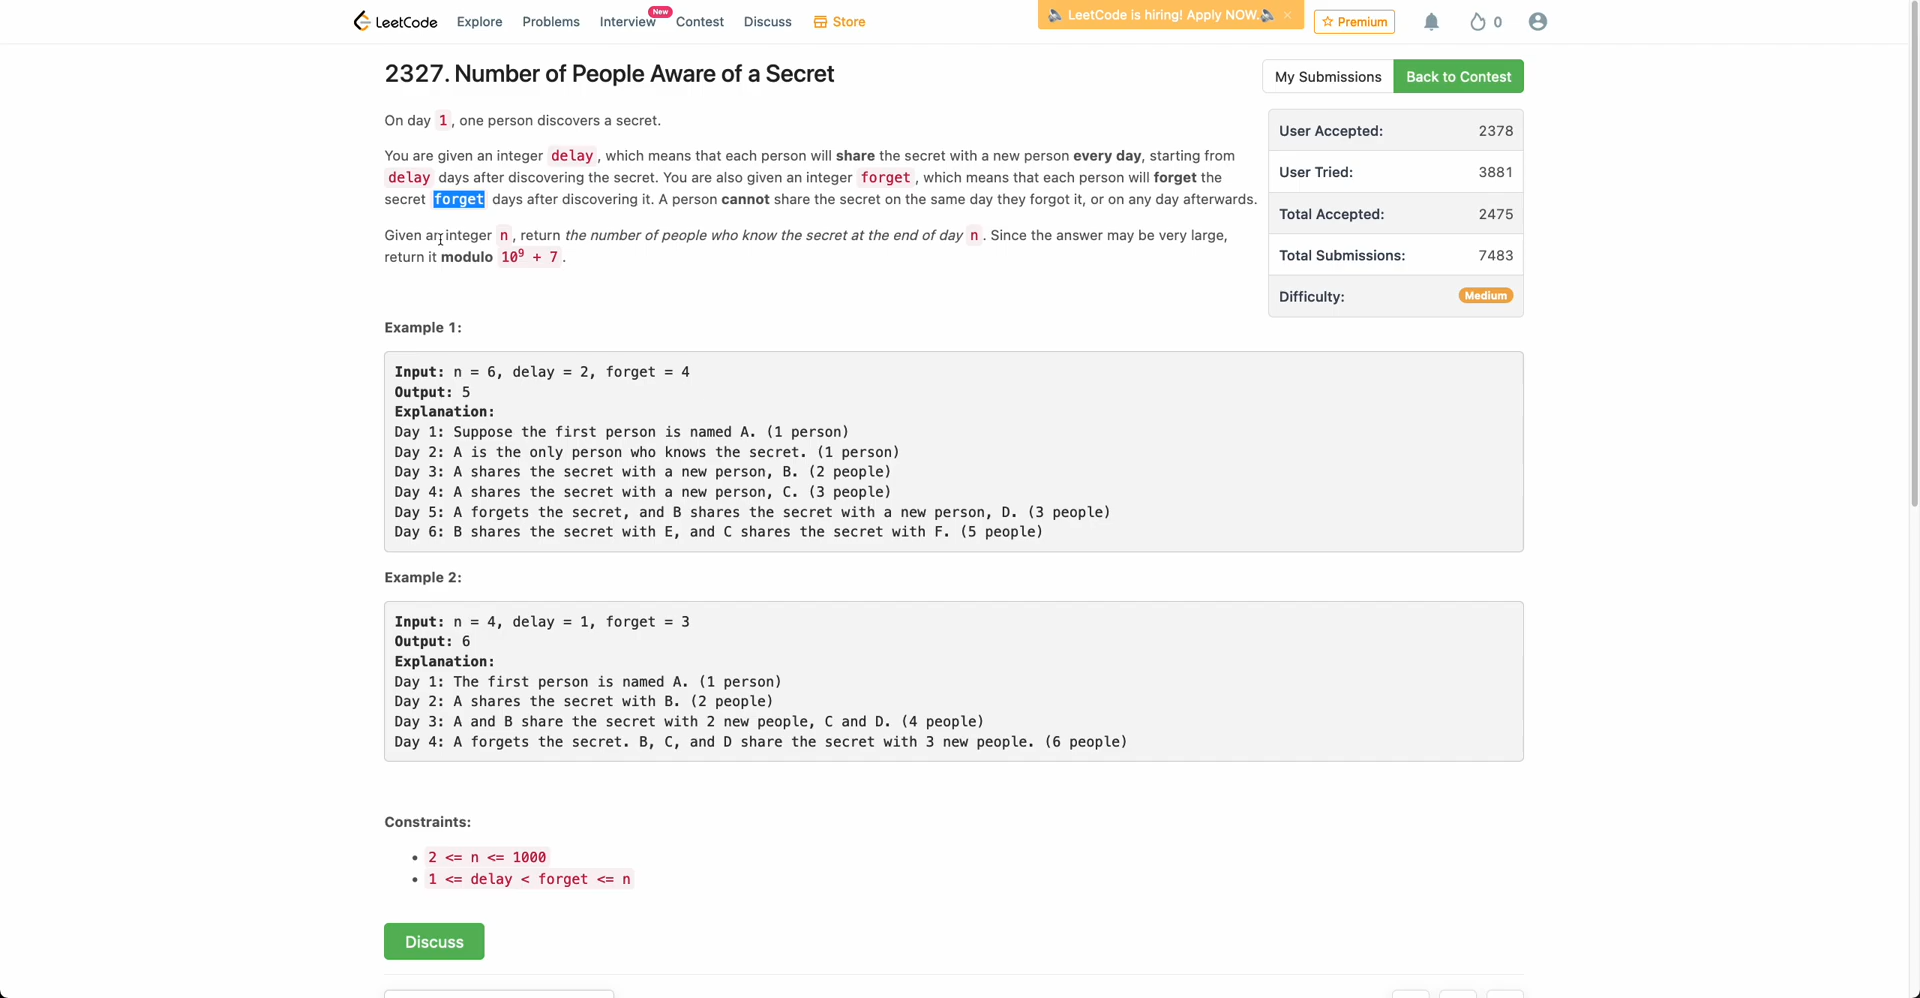 LeetCode Explore Problems Interview New Contest Discuss Store LeetCode is hiring! Apply NOW. × Premium 0
2327. Number of People Aware of a Secret
My Submissions Back to Contest
On day 1, one person discovers a secret.
You are given an integer delay, which means that each person will share the secret with a new person every day, starting from
delay days after discovering the secret. You are also given an integer forget, which means that each person will forget the
secret forget days after discovering it. A person cannot share the secret on the same day they forgot it, or on any day afterwards.
Given an integer n, return the number of people who know the secret at the end of day n. Since the answer may be very large,
return it modulo 10⁹ + 7.
User Accepted: 2378
User Tried: 3881
Total Accepted: 2475
Total Submissions: 7483
Difficulty: Medium
Example 1:
Input: n = 6, delay = 2, forget = 4
Output: 5
Explanation:
Day 1: Suppose the first person is named A. (1 person)
Day 2: A is the only person who knows the secret. (1 person)
Day 3: A shares the secret with a new person, B. (2 people)
Day 4: A shares the secret with a new person, C. (3 people)
Day 5: A forgets the secret, and B shares the secret with a new person, D. (3 people)
Day 6: B shares the secret with E, and C shares the secret with F. (5 people)
Example 2:
Input: n = 4, delay = 1, forget = 3
Output: 6
Explanation:
Day 1: The first person is named A. (1 person)
Day 2: A shares the secret with B. (2 people)
Day 3: A and B share the secret with 2 new people, C and D. (4 people)
Day 4: A forgets the secret. B, C, and D share the secret with 3 new people. (6 people)
Constraints:
• 2 <= n <= 1000
• 1 <= delay < forget <= n
Discuss